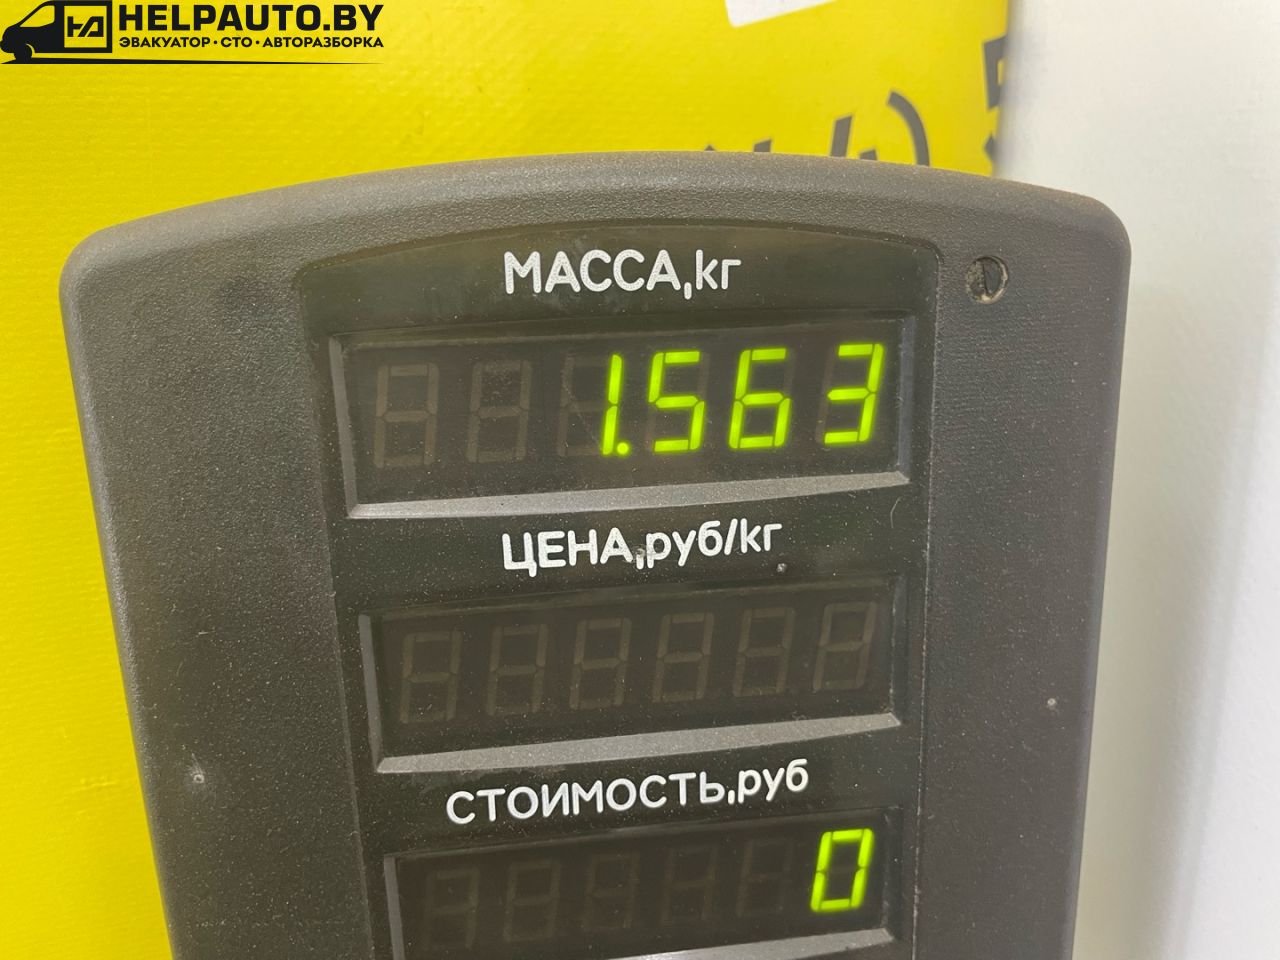 HELPAUTO.BY
ЭВАКУАТОР • СТО • АВТОРАЗБОРКА
МАССА,кг
1.563
ЦЕНА,руб/кг
СТОИМОСТЬ,руб
0